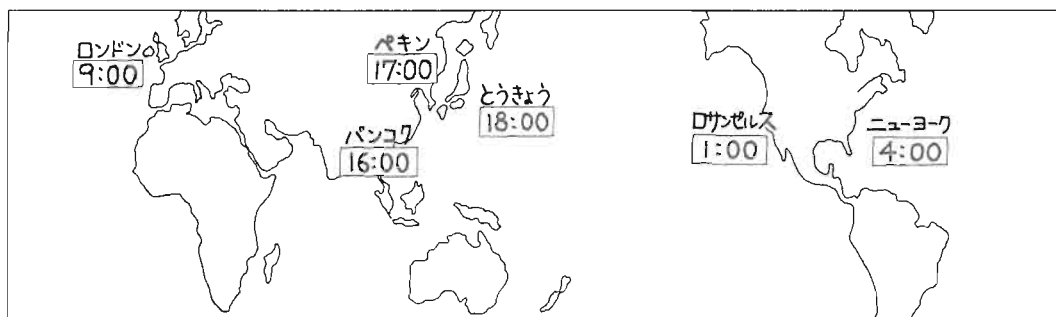 ロンドン
9:00
ペキン
17:00
とうきょう
18:00
バンコク
16:00
ロサンゼルス
1:00
ニューヨーク
4:00